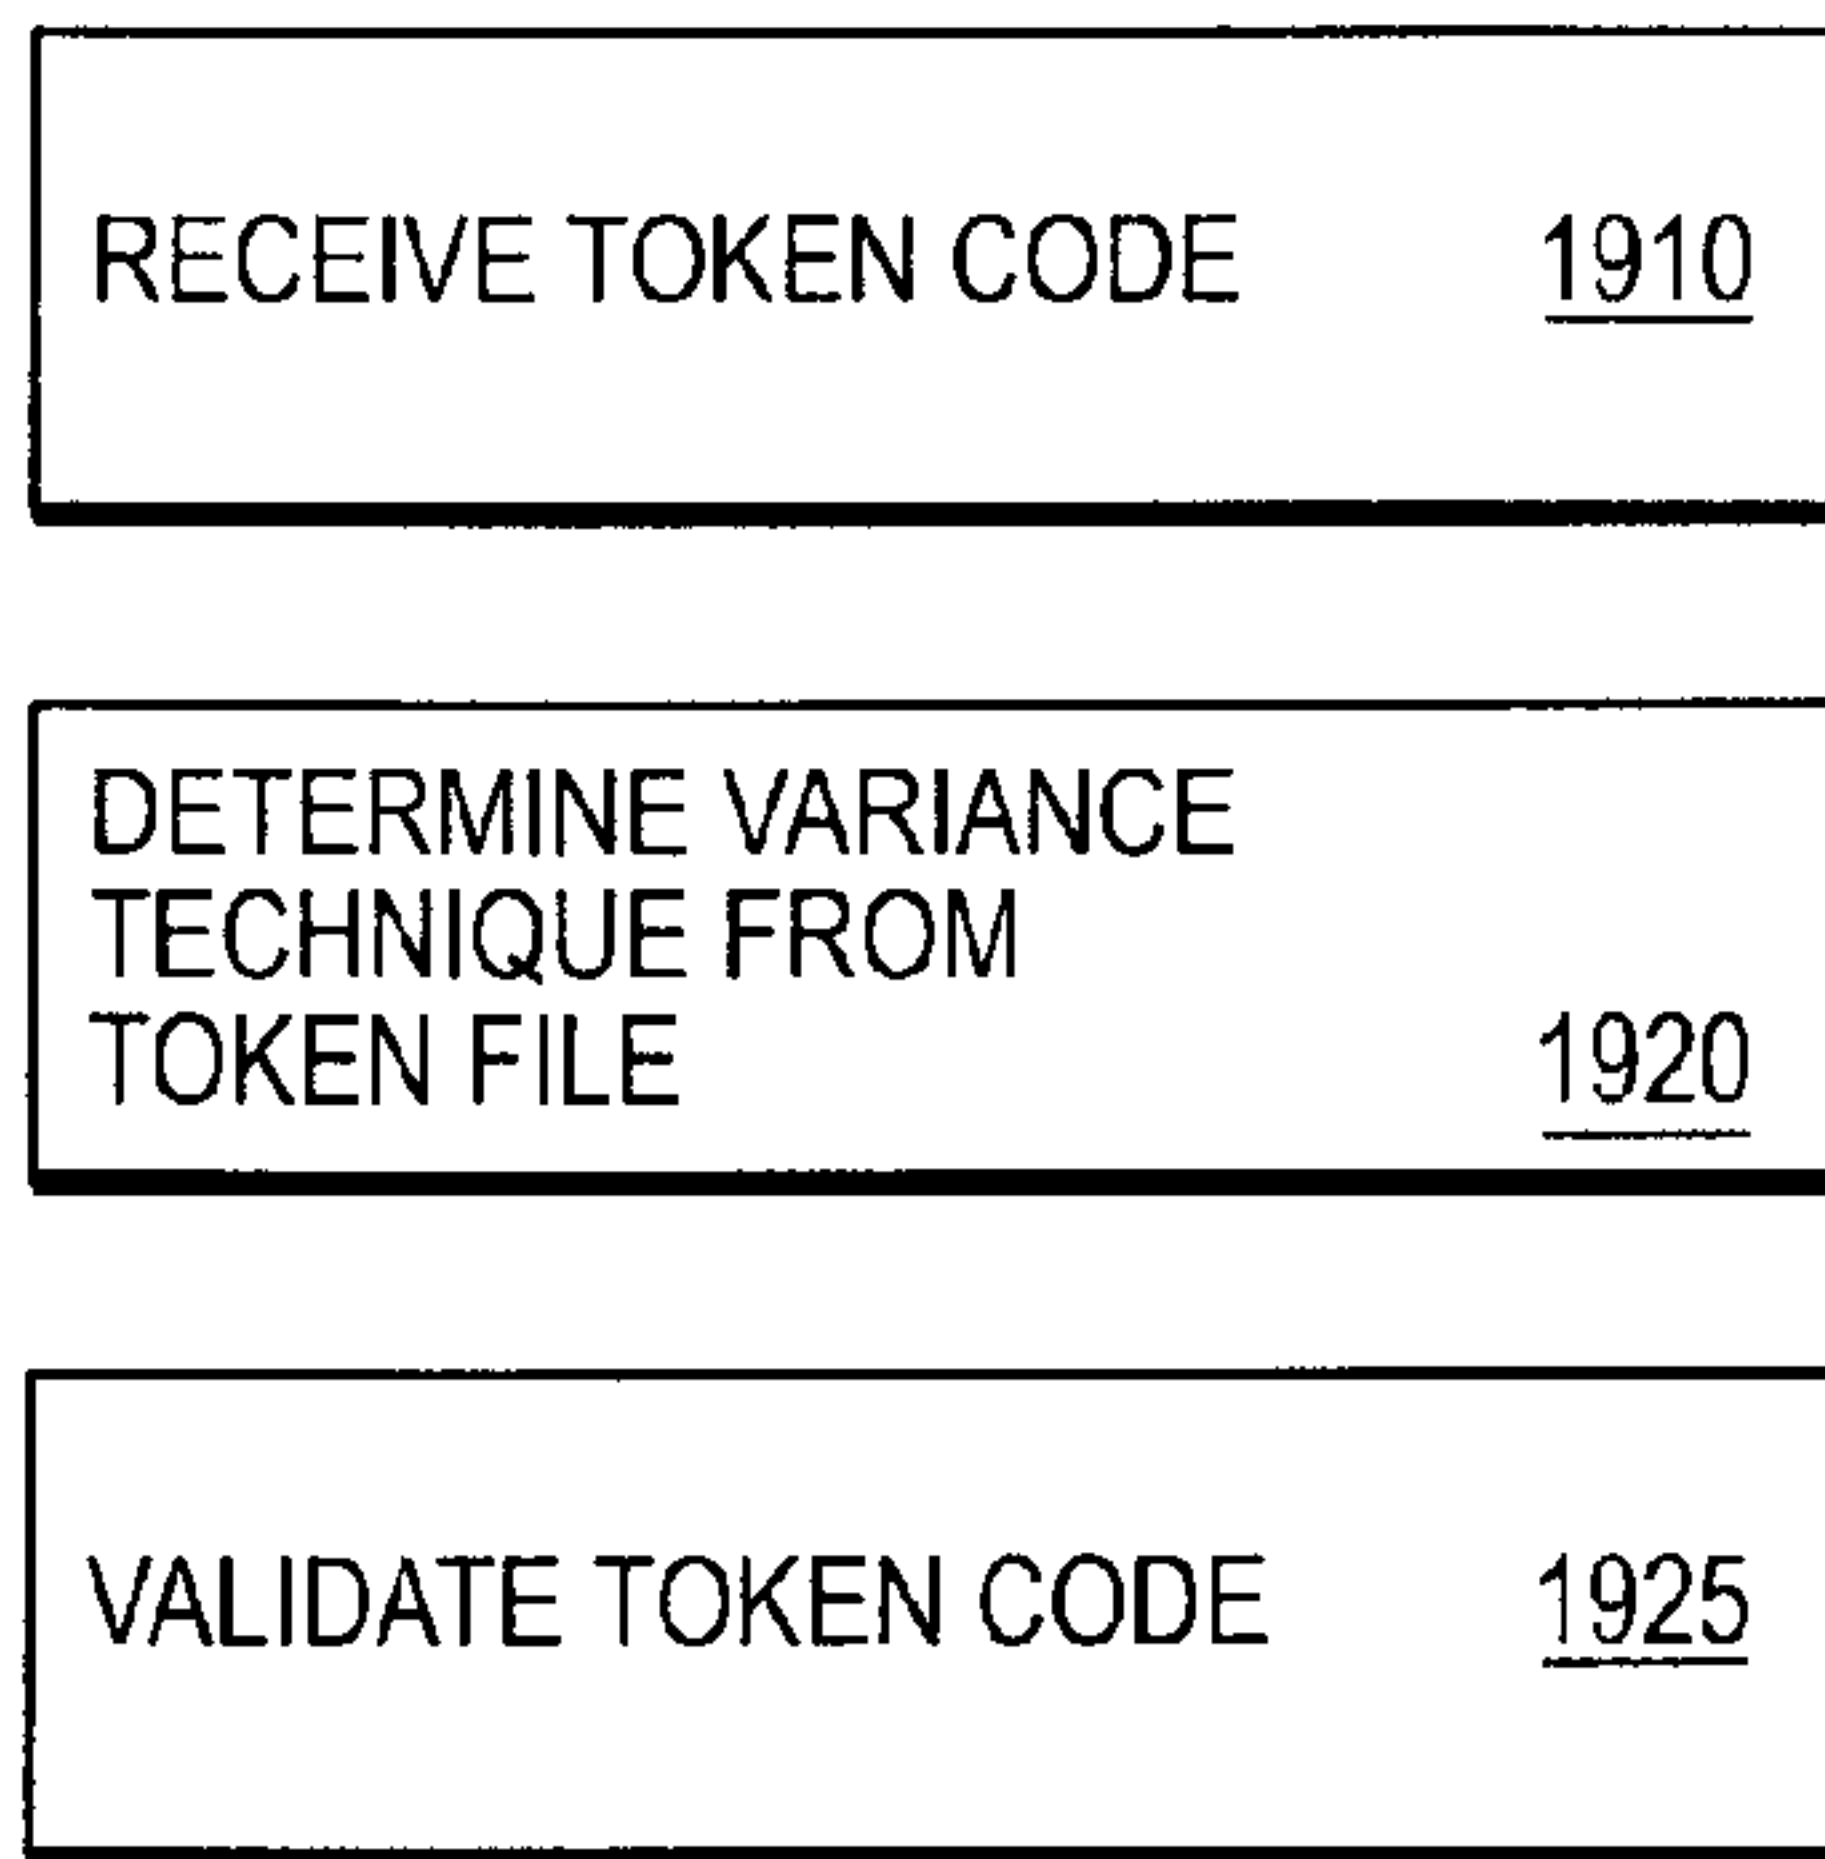 RECEIVE TOKEN CODE 1910
DETERMINE VARIANCE
TECHNIQUE FROM
TOKEN FILE 1920
VALIDATE TOKEN CODE 1925